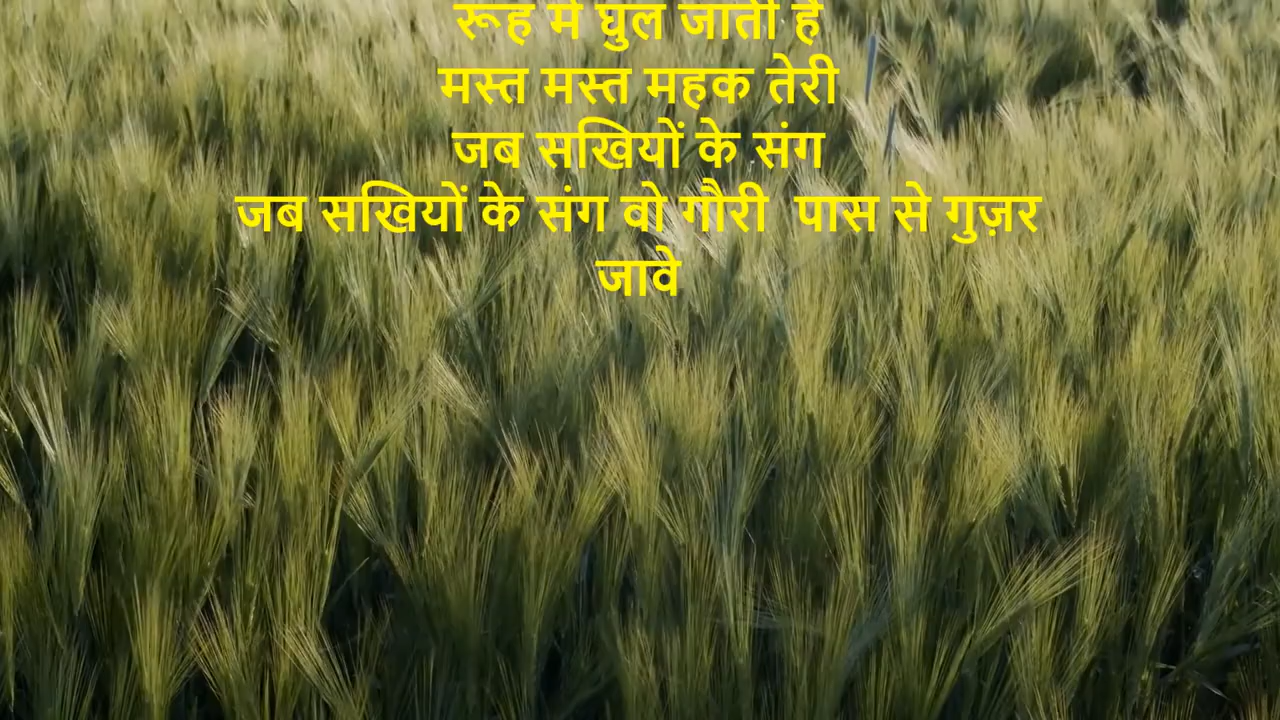 रूह में घुल जाती है
मस्त मस्त महक तेरी
जब सखियों के संग
जब सखियों के संग वो गौरी पास से गुज़र
जावे